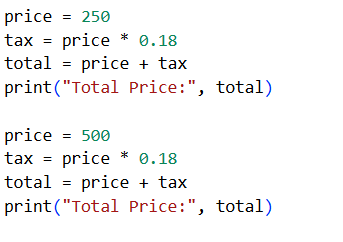 price = 250
tax = price * 0.18
total = price + tax
print("Total Price:", total)
price = 500
tax = price * 0.18
total = price + tax
print("Total Price:", total)